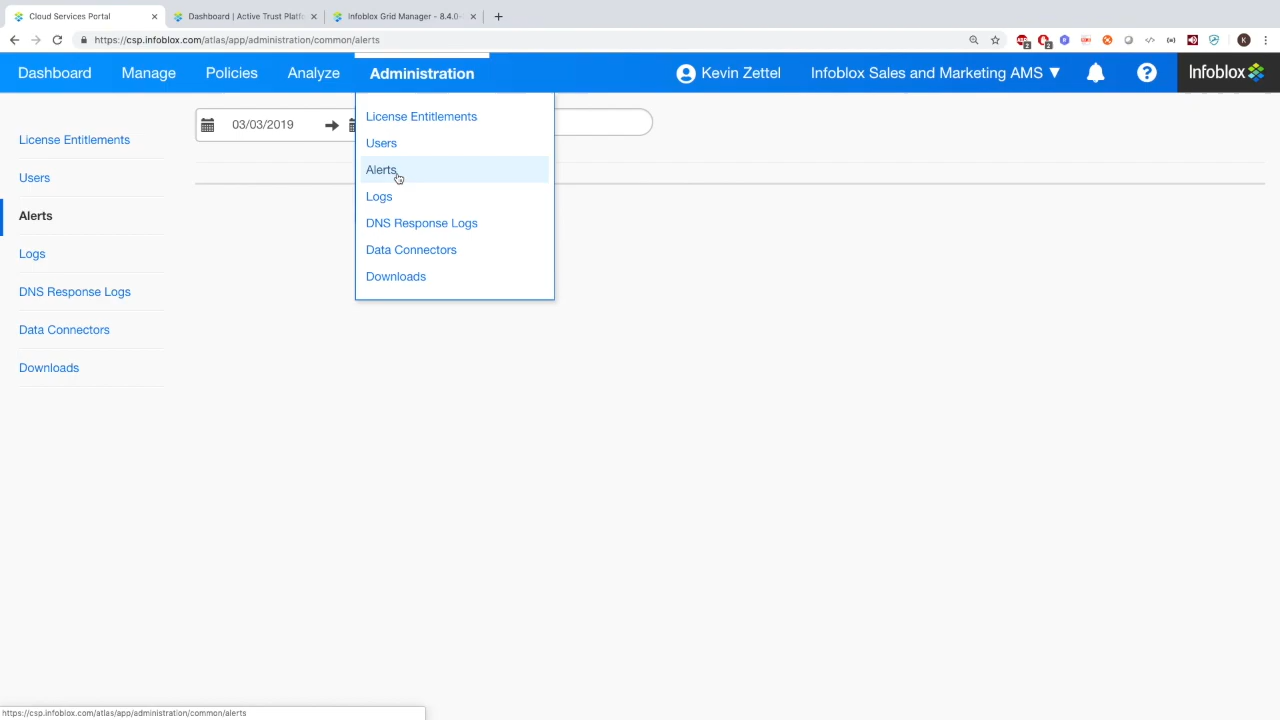 Cloud Services Portal
Dashboard | Active Trust Platf
Infoblox Grid Manager - 8.4.0-
https://csp.infoblox.com/atlas/app/administration/common/alerts
Dashboard
Manage
Policies
Analyze
Administration
Kevin Zettel
Infoblox Sales and Marketing AMS
Infoblox
License Entitlements
Users
Alerts
Logs
DNS Response Logs
Data Connectors
Downloads
03/03/2019
License Entitlements
Users
Alerts
Logs
DNS Response Logs
Data Connectors
Downloads
https://csp.infoblox.com/atlas/app/administration/common/alerts